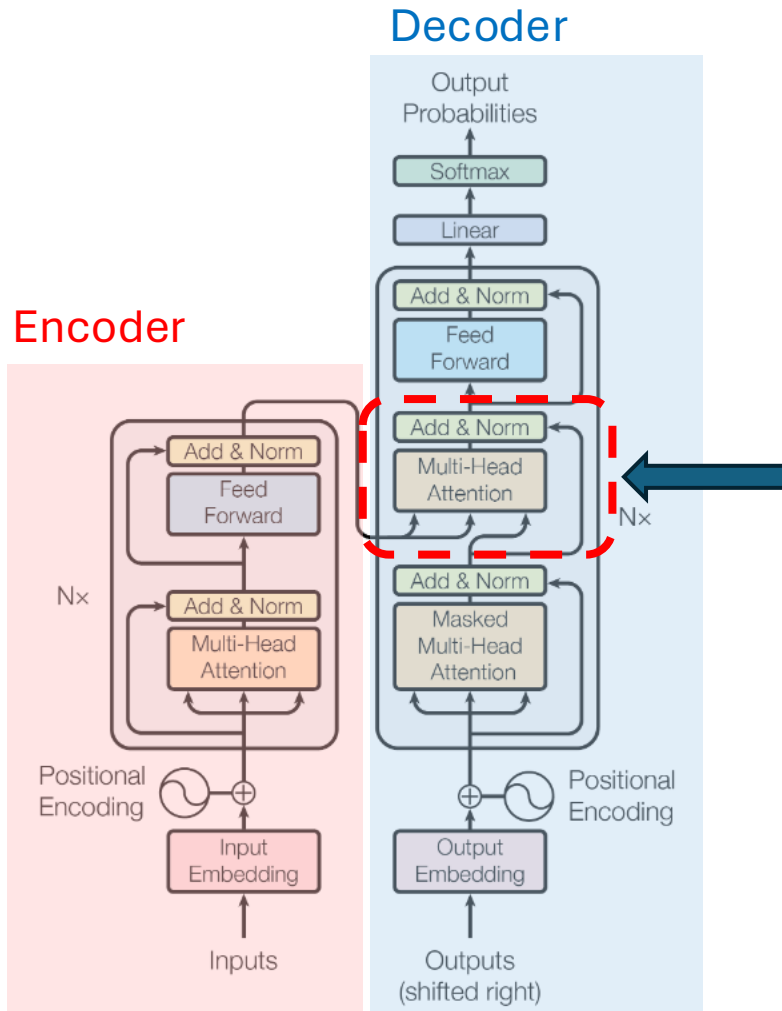 Decoder
Output
Probabilities
Softmax
Linear
Add & Norm
Feed
Forward
Add & Norm
Multi-Head
Attention
Nx
Add & Norm
Masked
Multi-Head
Attention
Positional
Encoding
Output
Embedding
Outputs
(shifted right)
Encoder
Add & Norm
Feed
Forward
Nx
Add & Norm
Multi-Head
Attention
Positional
Encoding
Input
Embedding
Inputs